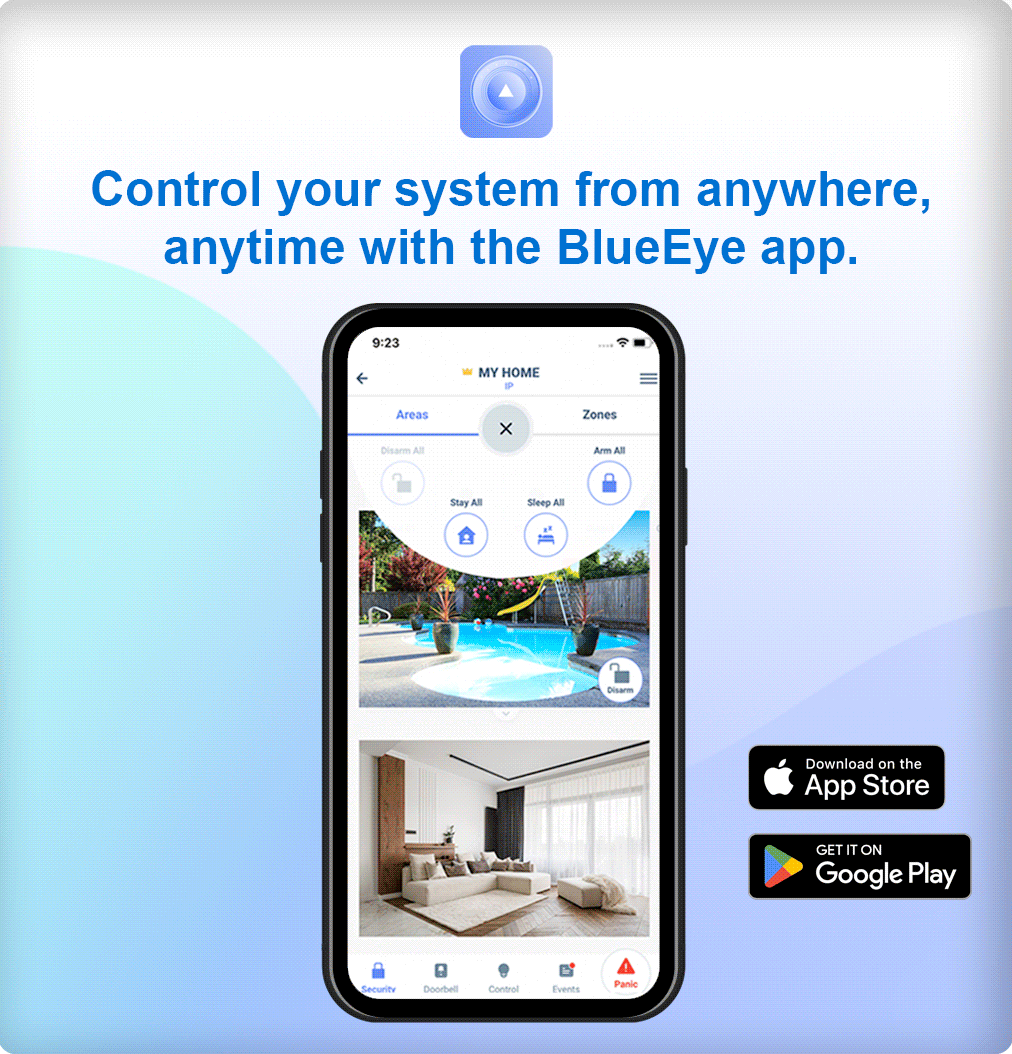 Control your system from anywhere,
anytime with the BlueEye app.
9:23
MY HOME
IP
Areas
Zones
Disarm All
Arm All
Stay All
Sleep All
Disarm
Security
Doorbell
Control
Events
Panic
Download on the
App Store
GET IT ON
Google Play